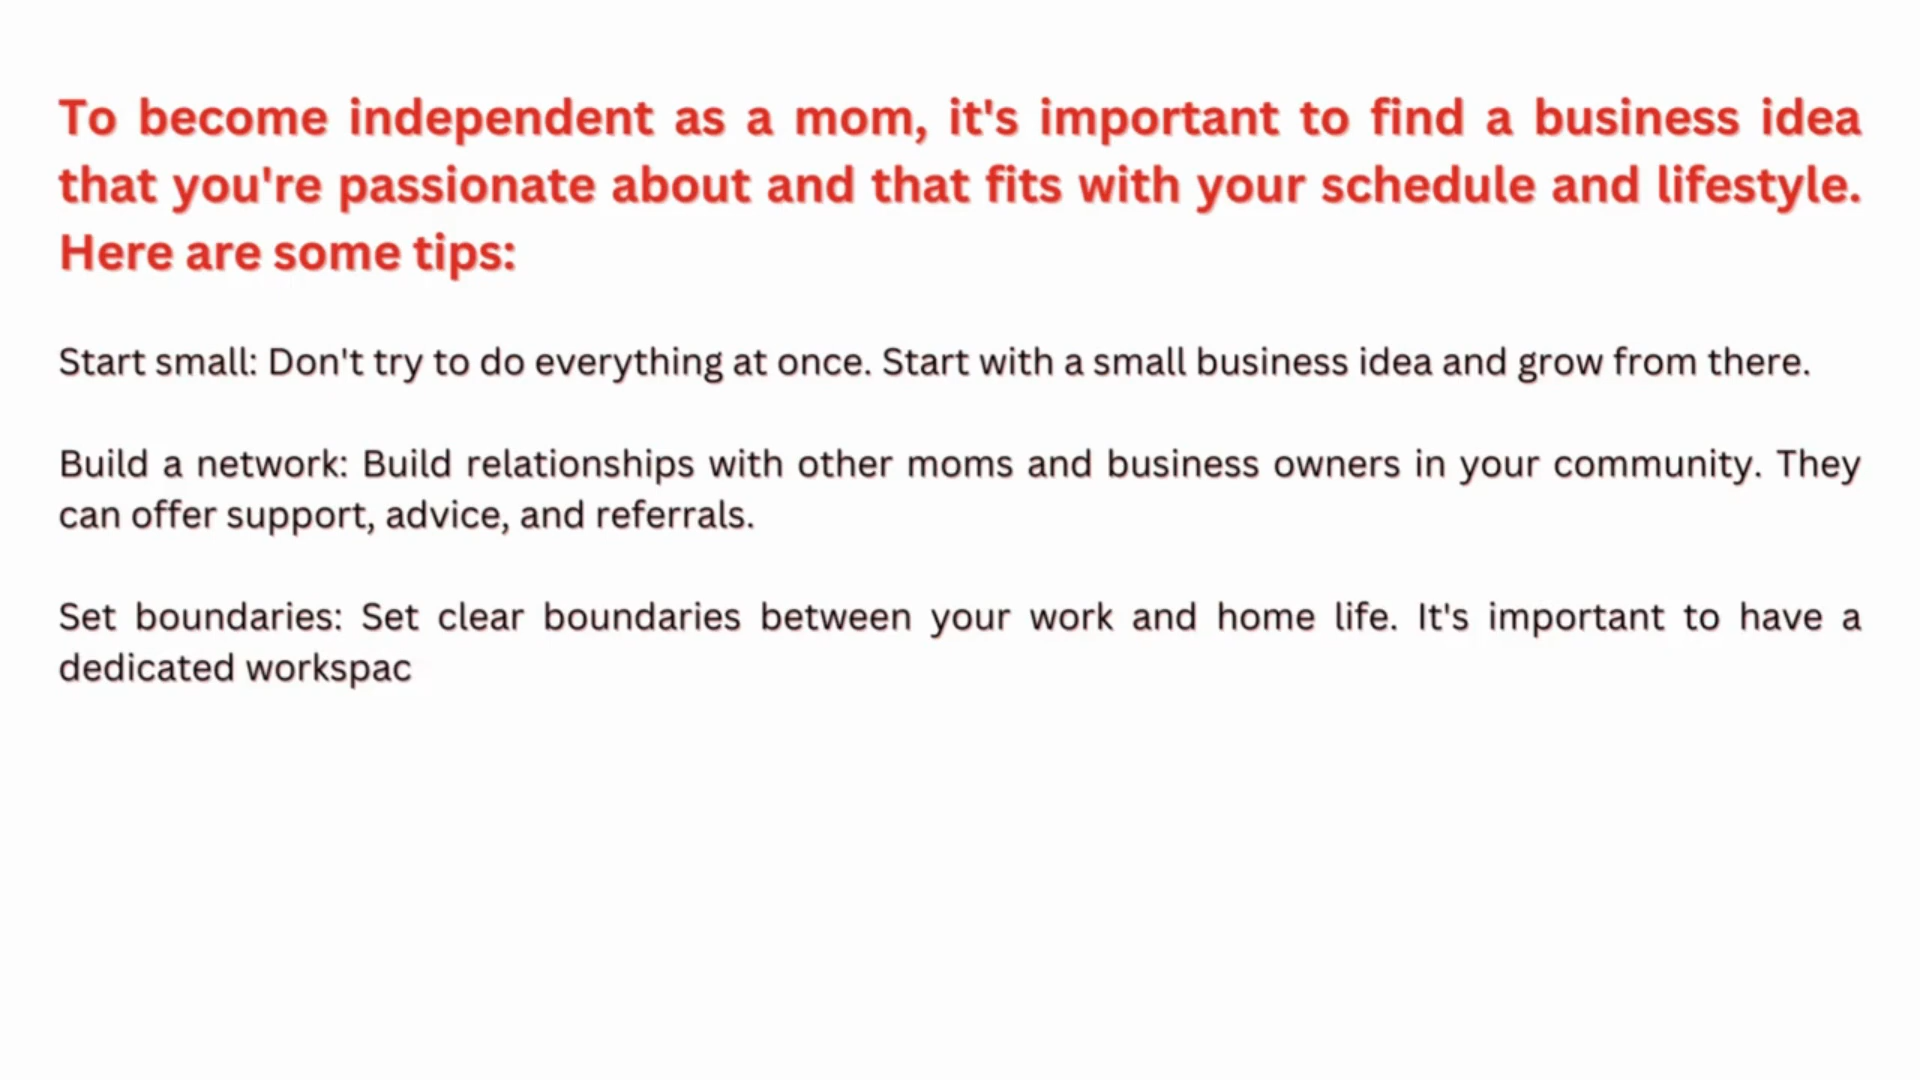 To become independent as a mom, it's important to find a business idea
that you're passionate about and that fits with your schedule and lifestyle.
Here are some tips:
Start small: Don't try to do everything at once. Start with a small business idea and grow from there.
Build a network: Build relationships with other moms and business owners in your community. They
can offer support, advice, and referrals.
Set boundaries: Set clear boundaries between your work and home life. It's important to have a
dedicated workspac